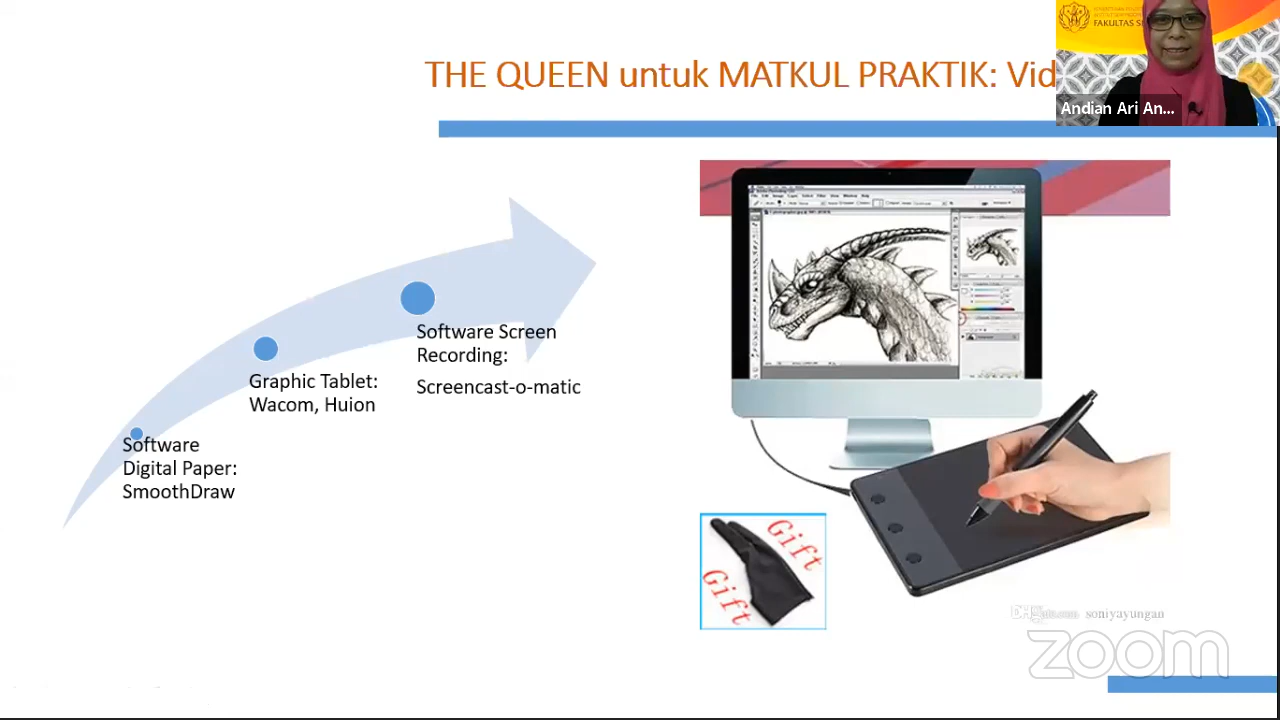 THE QUEEN untuk MATKUL PRAKTIK: Vid
FAKULTAS S
Andian Ari An...
Software Screen
Recording:
Screencast-o-matic
Graphic Tablet:
Wacom, Huion
Software
Digital Paper:
SmoothDraw
Gift
Gift
soniyayungan
zoom